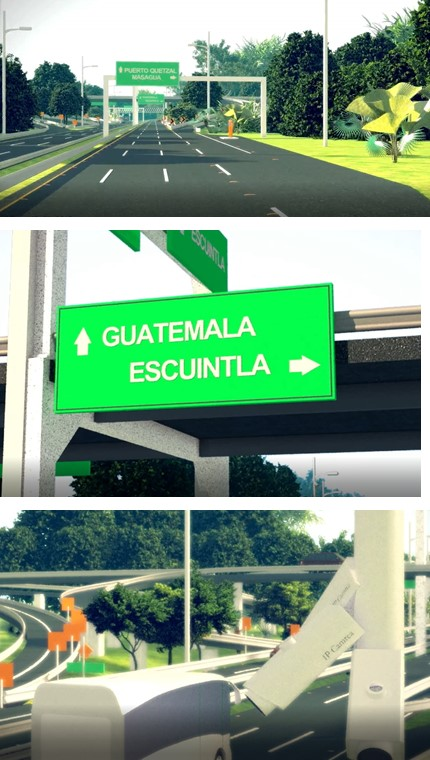 PUERTO QUETZAL
MASAGUA
ESCUINTLA
GUATEMALA
ESCUINTLA
IP Camera